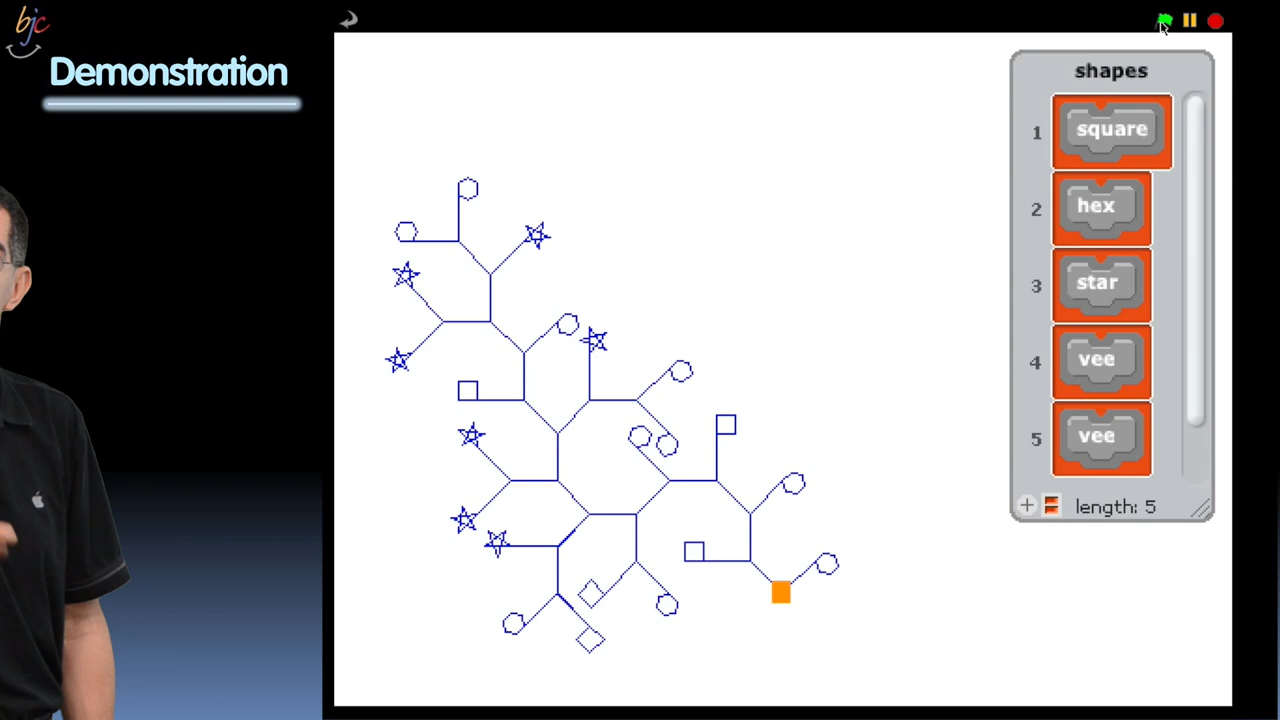 bjc
Demonstration
shapes
1 square
2 hex
3 star
4 vee
5 vee
+ length: 5